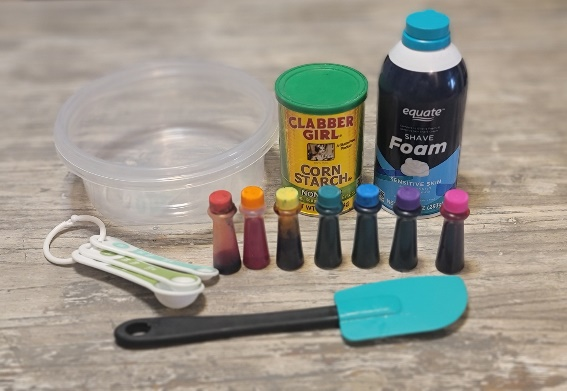 CLABBER
GIRL
CORN
STARCH
equate
SHAVE
Foam
SENSITIVE SKIN